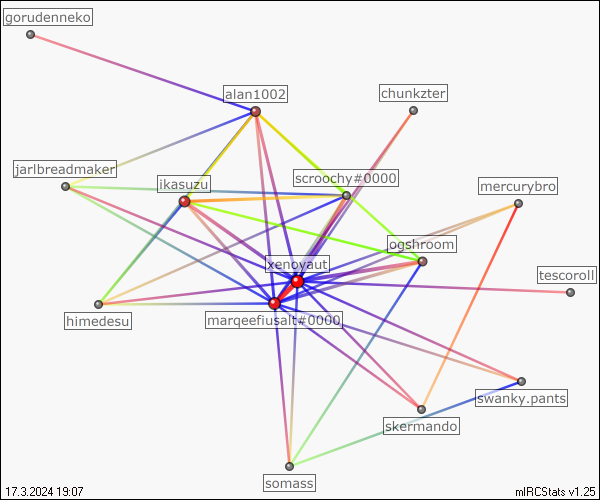 gorudenneko
alan1002
chunkzter
jarlbreadmaker
ikasuzu
scroochy#0000
mercurybro
ogshroom
xenoyaut
tescoroll
himedesu
marqeefiusalt#0000
swanky.pants
skermando
somass
17.3.2024 19:07
mIRCStats v1.25